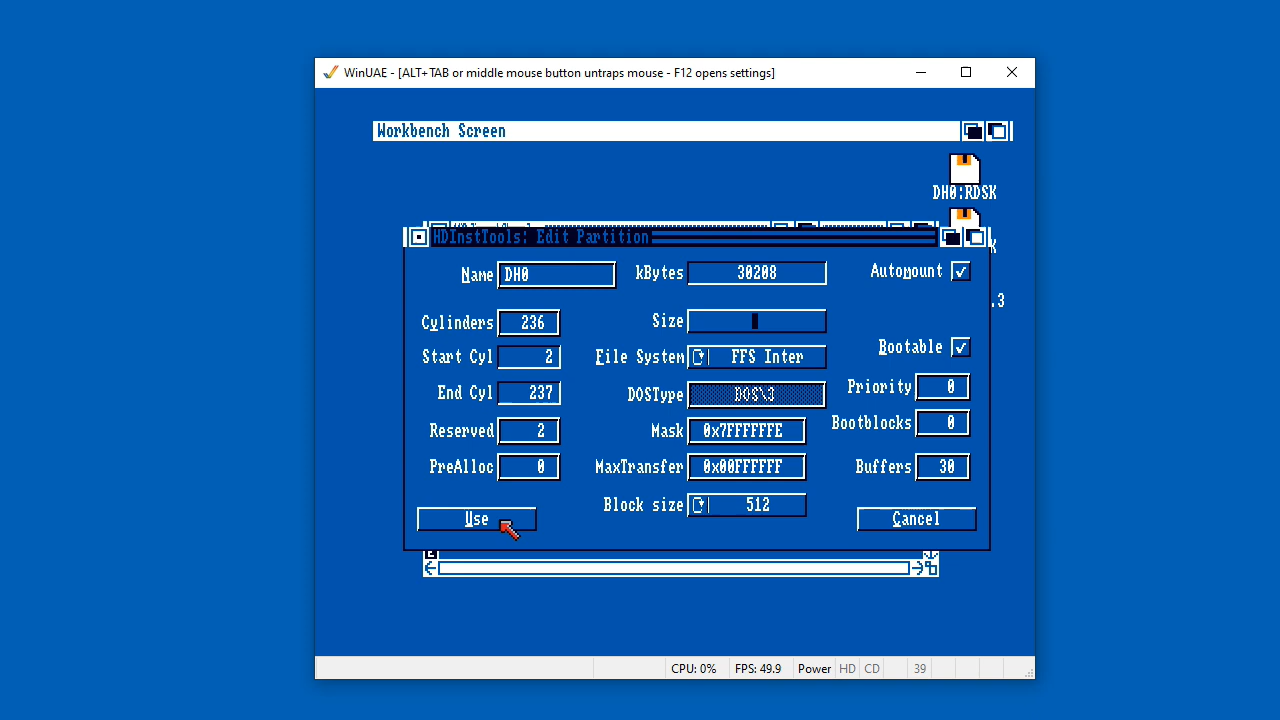 WinUAE - [ALT+TAB or middle mouse button untraps mouse - F12 opens settings]
Workbench Screen
DH0:RDSK
HDInstTools: Edit Partition
K
Name DH0 kBytes 30208 Automount
.3
Cylinders 236 Size
Start Cyl 2 File System FFS Inter Bootable
End Cyl 237 DOSType DOS\3 Priority 0
Reserved 2 Mask 0x7FFFFFFE Bootblocks 0
PreAlloc 0 MaxTransfer 0x00FFFFFF Buffers 30
Block size 512
Use Cancel
CPU: 0% FPS: 49.9 Power HD CD 39